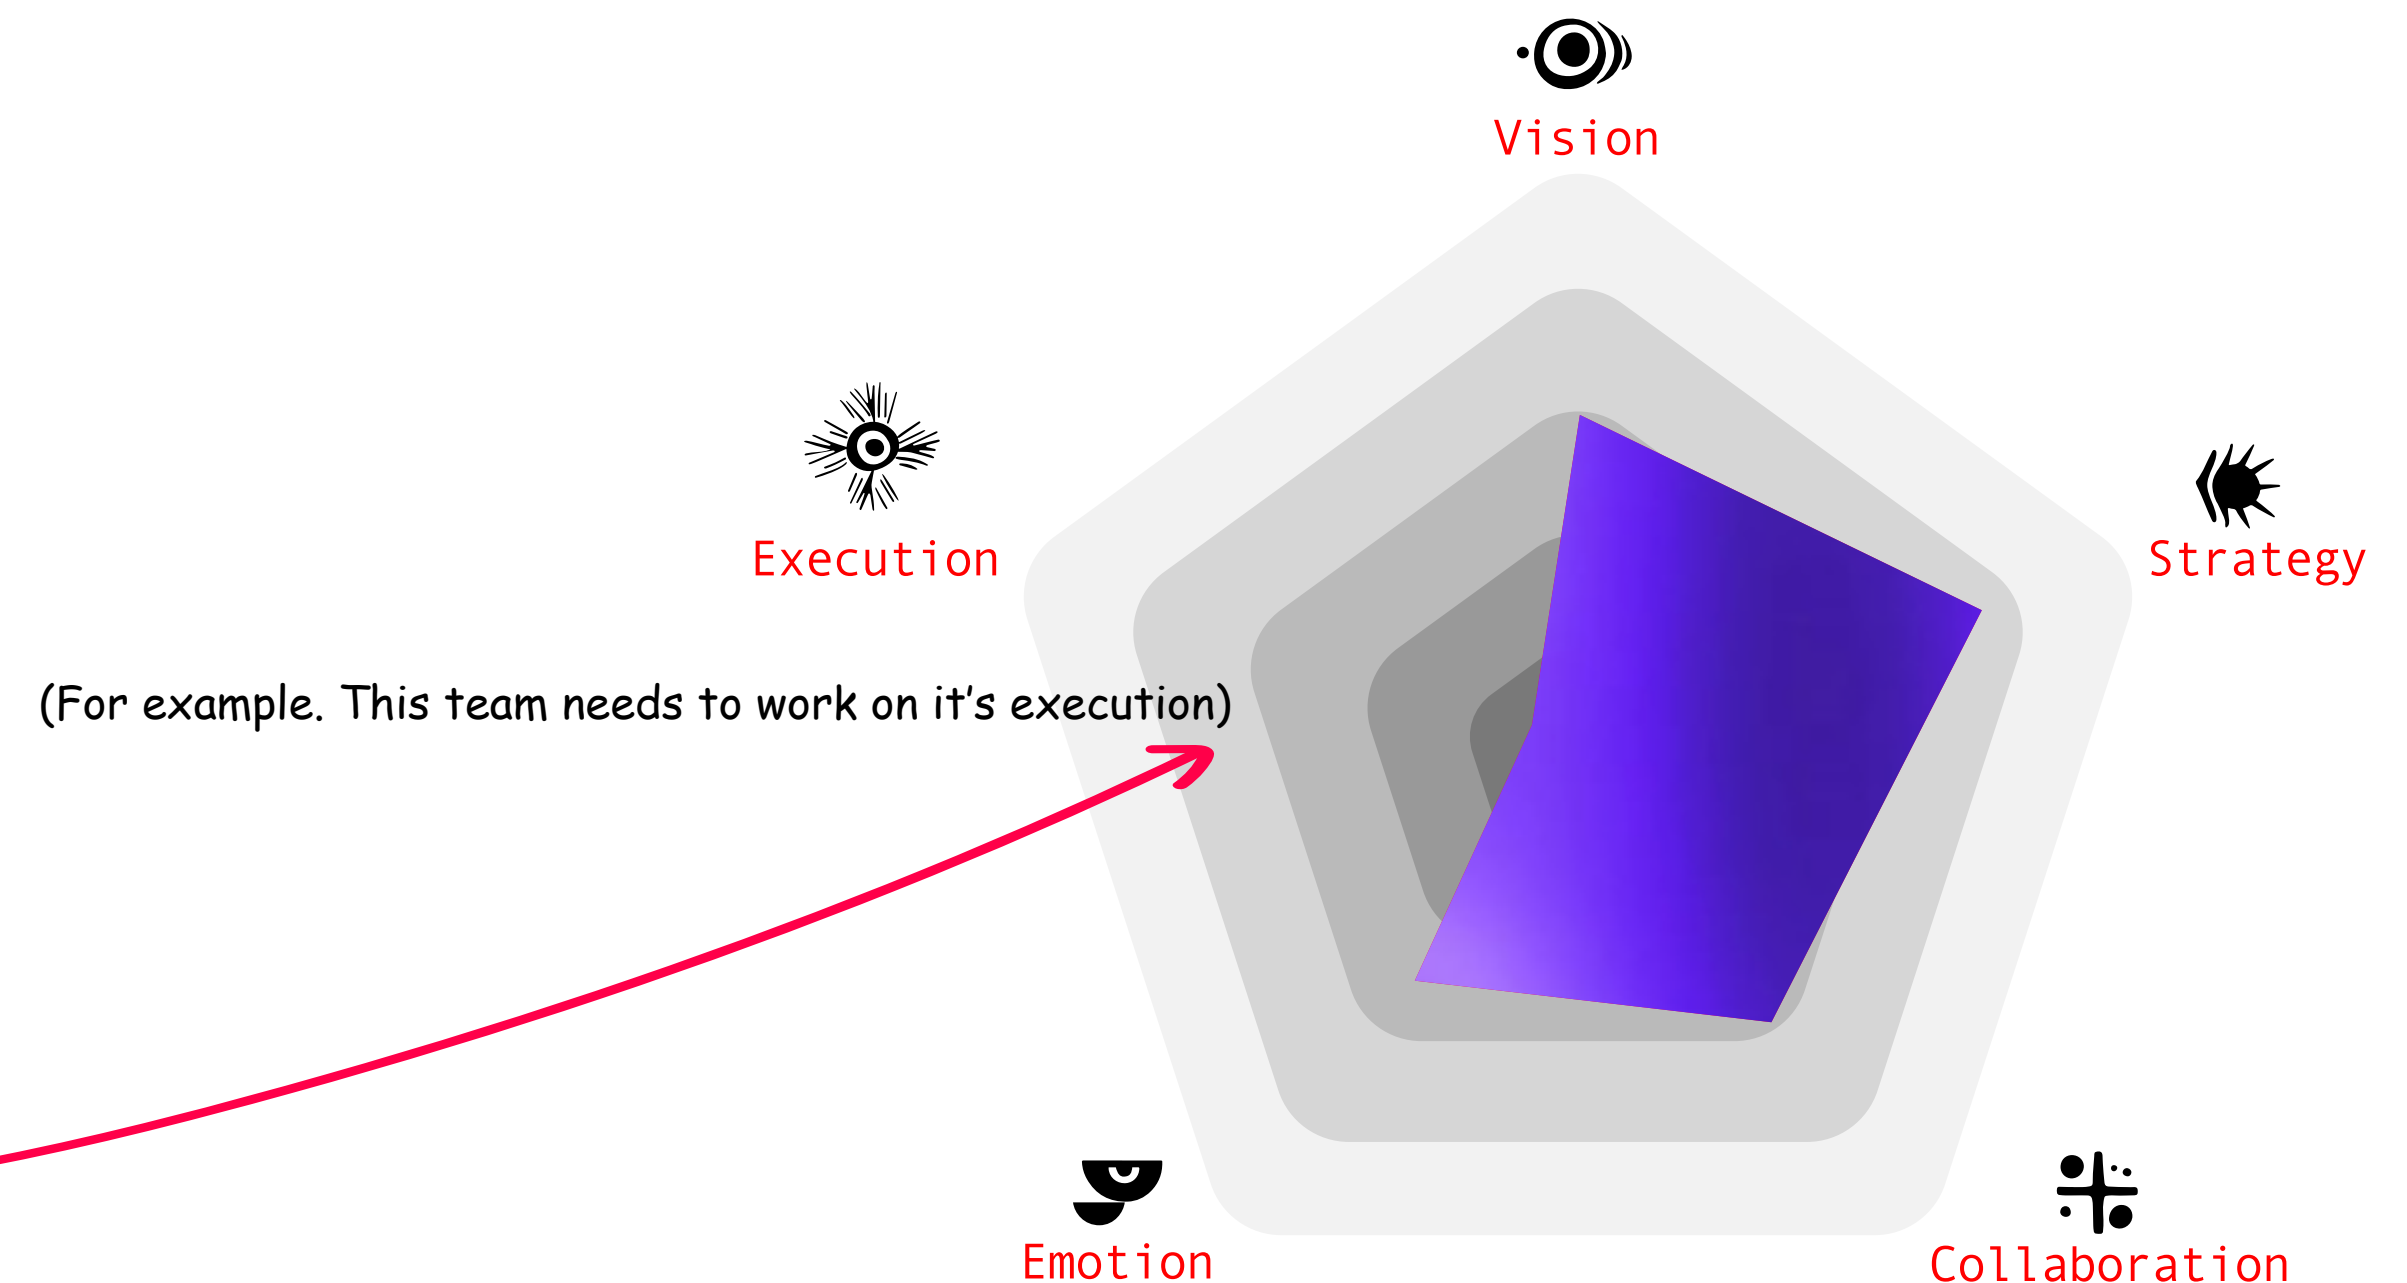 Vision
Execution
Strategy
(For example. This team needs to work on it’s execution)
Emotion
Collaboration